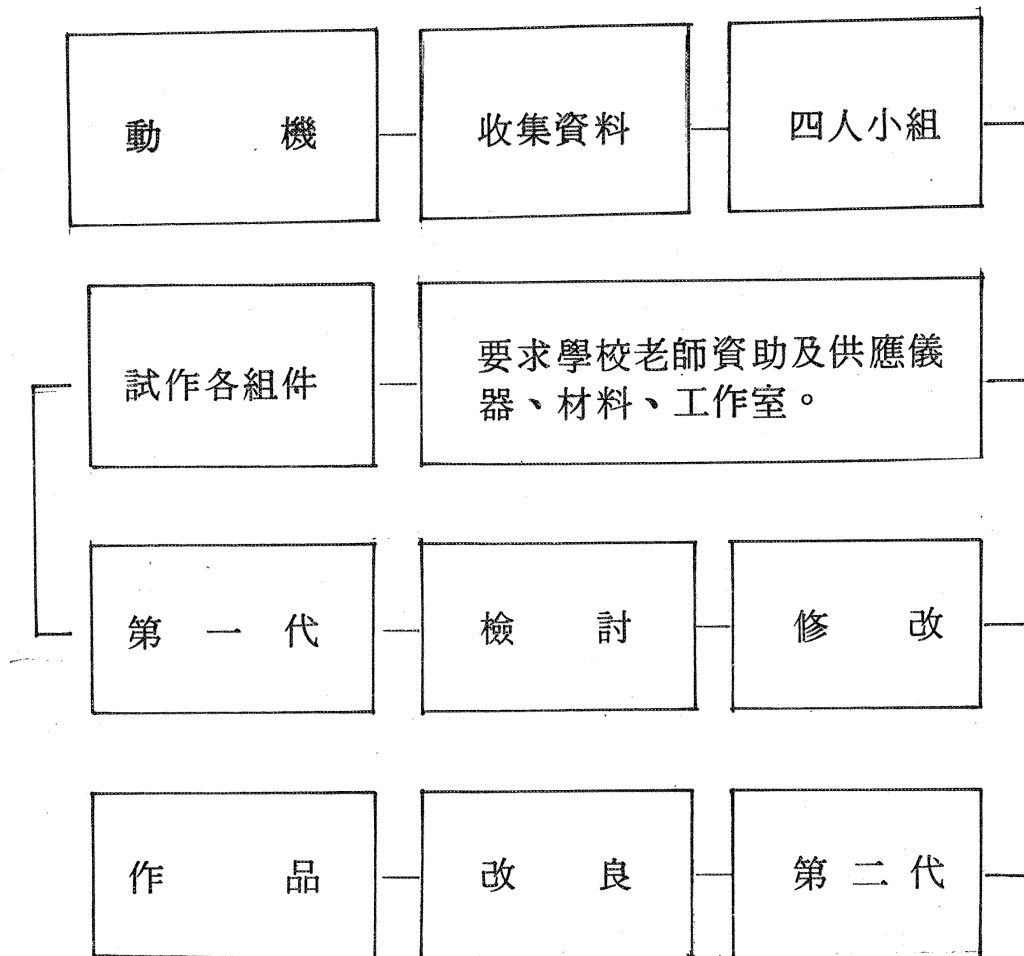 動機
收集資料
四人小組
試作各組件
要求學校老師資助及供應儀
器、材料、工作室。
第一代
檢討
修改
作品
改良
第二代